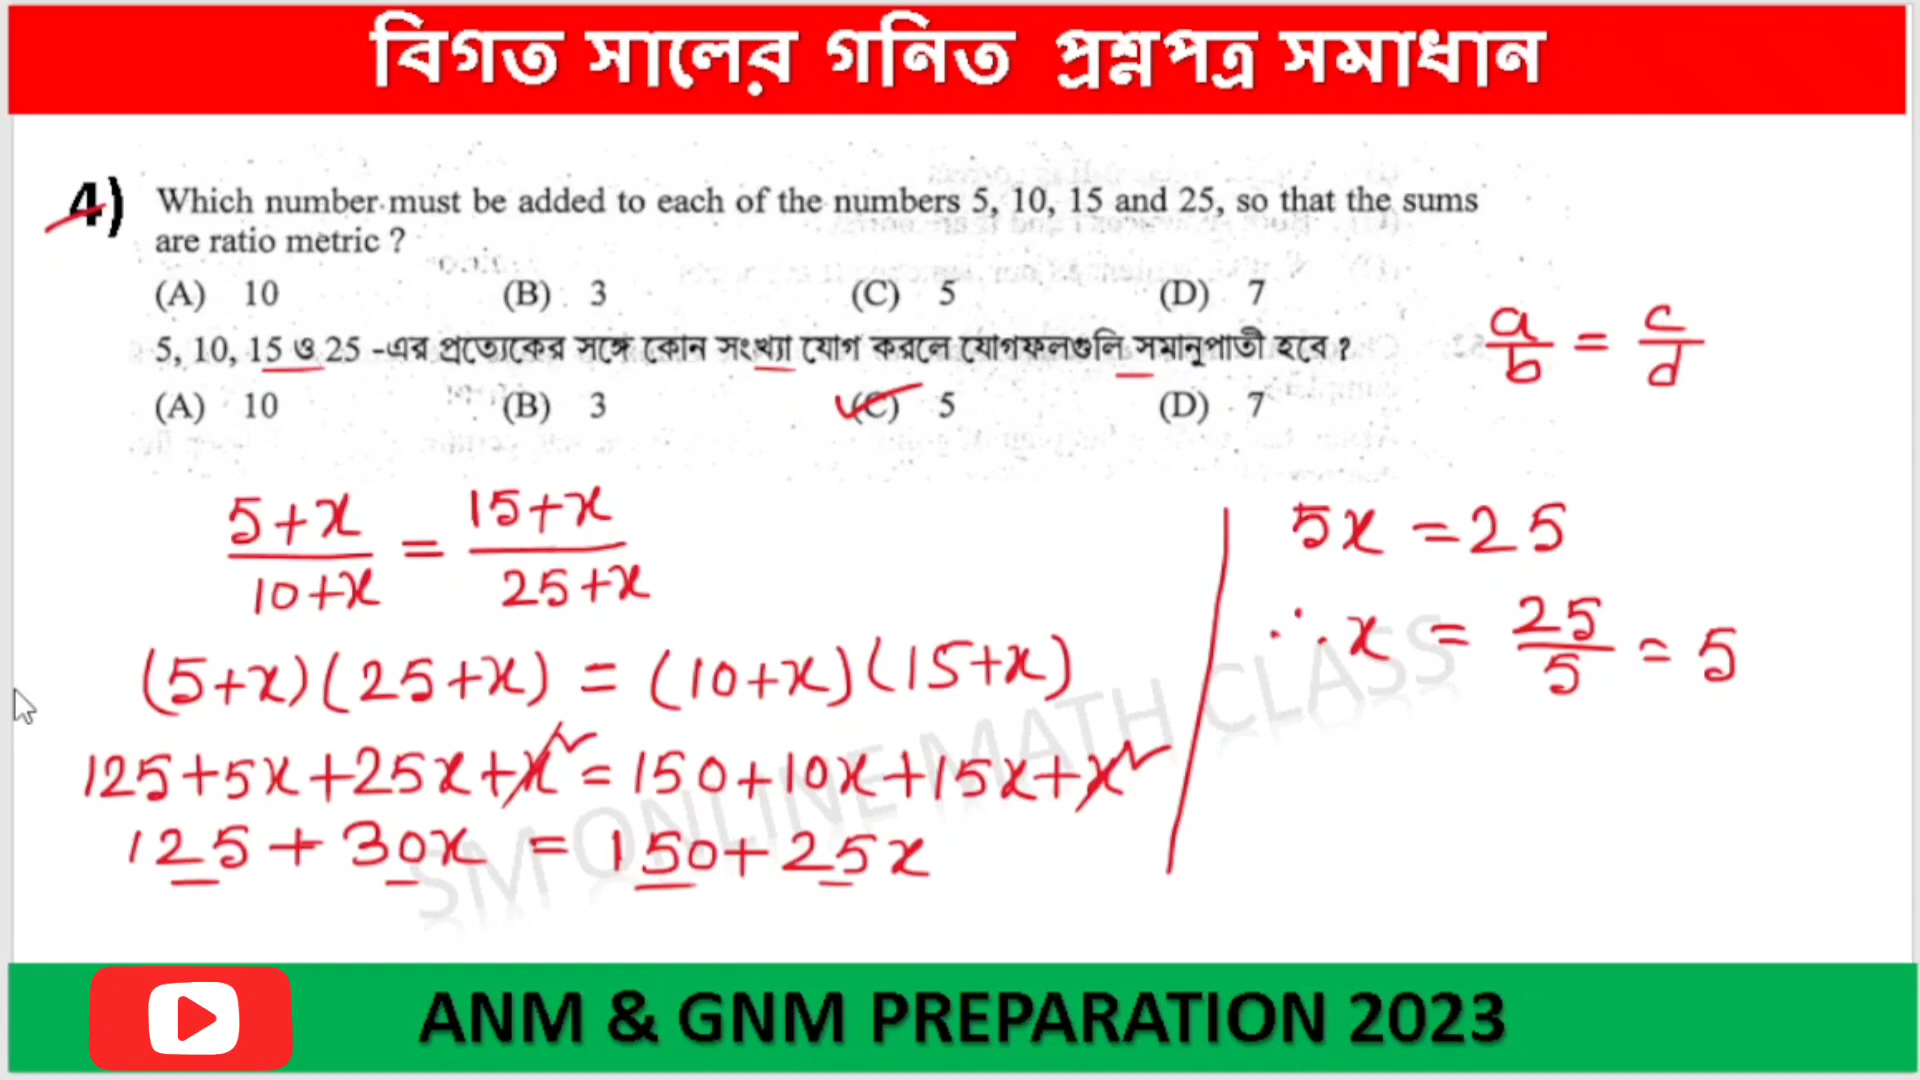 বিগত সালের গনিত প্রশ্নপত্র সমাধান
4) Which number must be added to each of the numbers 5, 10, 15 and 25, so that the sums
are ratio metric ?
(A) 10 (B) 3 (C) 5 (D) 7
5, 10, 15 ও 25 -এর প্রত্যেকের সঙ্গে কোন সংখ্যা যোগ করলে যোগফলগুলি সমানুপাতী হবে ?
(A) 10 (B) 3 (C) 5 (D) 7
a/b = c/d
5+x/10+x = 15+x/25+x
(5+x)(25+x) = (10+x)(15+x)
125+5x+25x+x² = 150+10x+15x+x²
125 + 30x = 150+25x
5x = 25
∴ x = 25/5 = 5
SM ONLINE MATH CLASS
ANM & GNM PREPARATION 2023